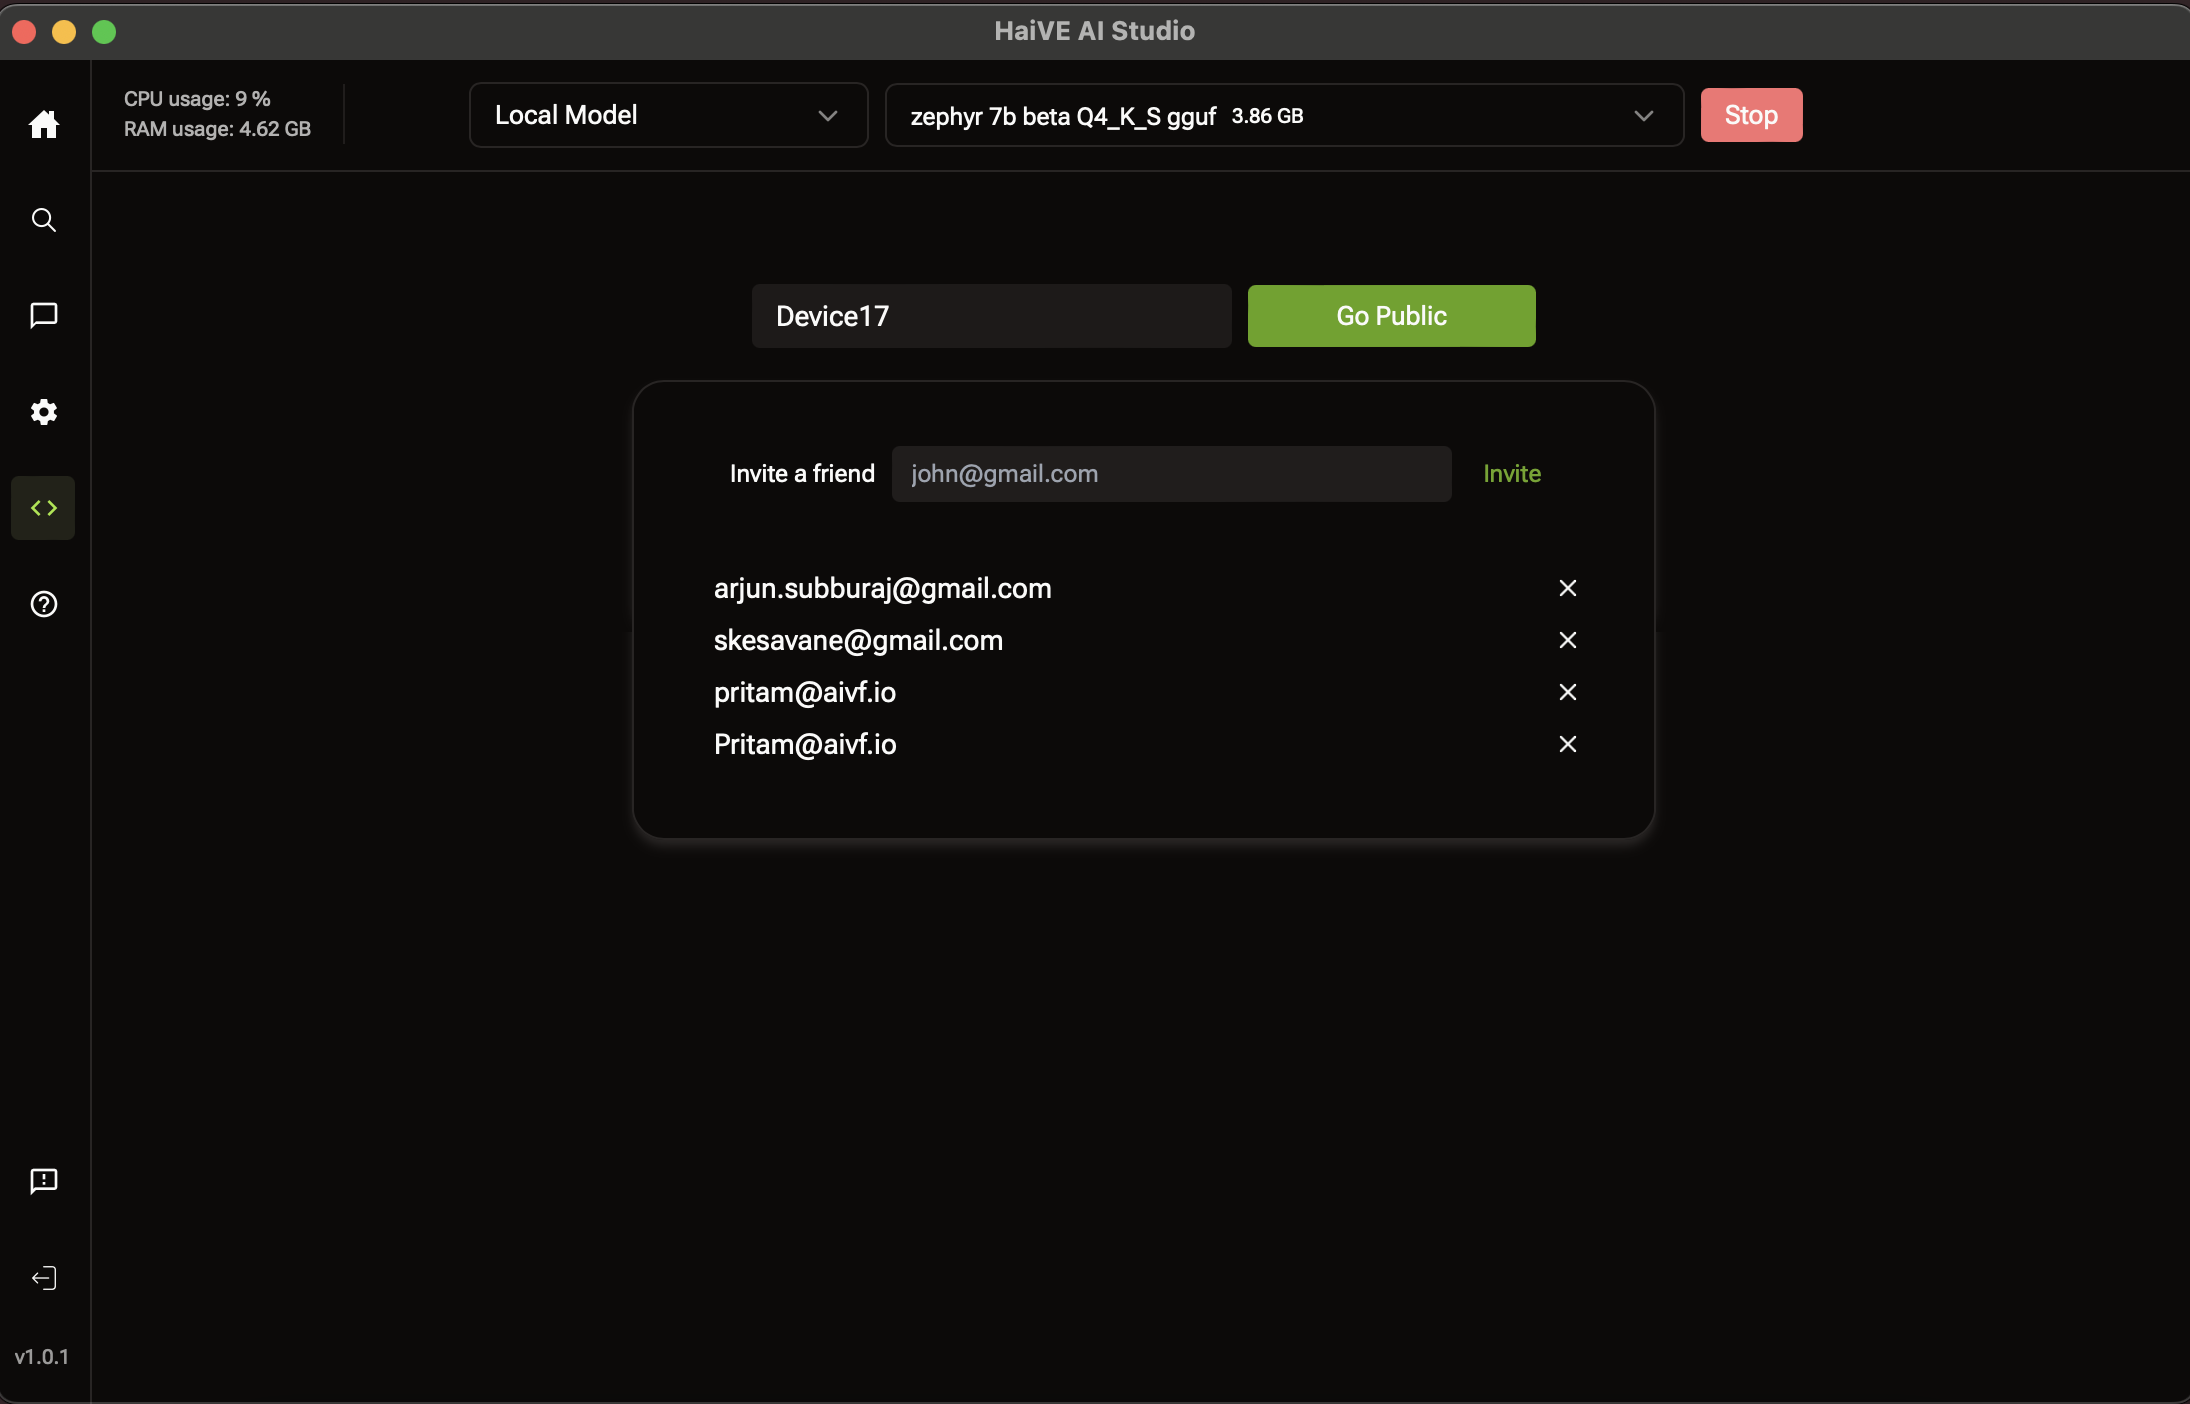 HaiVE AI Studio
CPU usage: 9 %
RAM usage: 4.62 GB
Local Model
zephyr 7b beta Q4_K_S gguf 3.86 GB
Stop
Device17
Go Public
Invite a friend
john@gmail.com
Invite
arjun.subburaj@gmail.com
skesavane@gmail.com
pritam@aivf.io
Pritam@aivf.io
v1.0.1